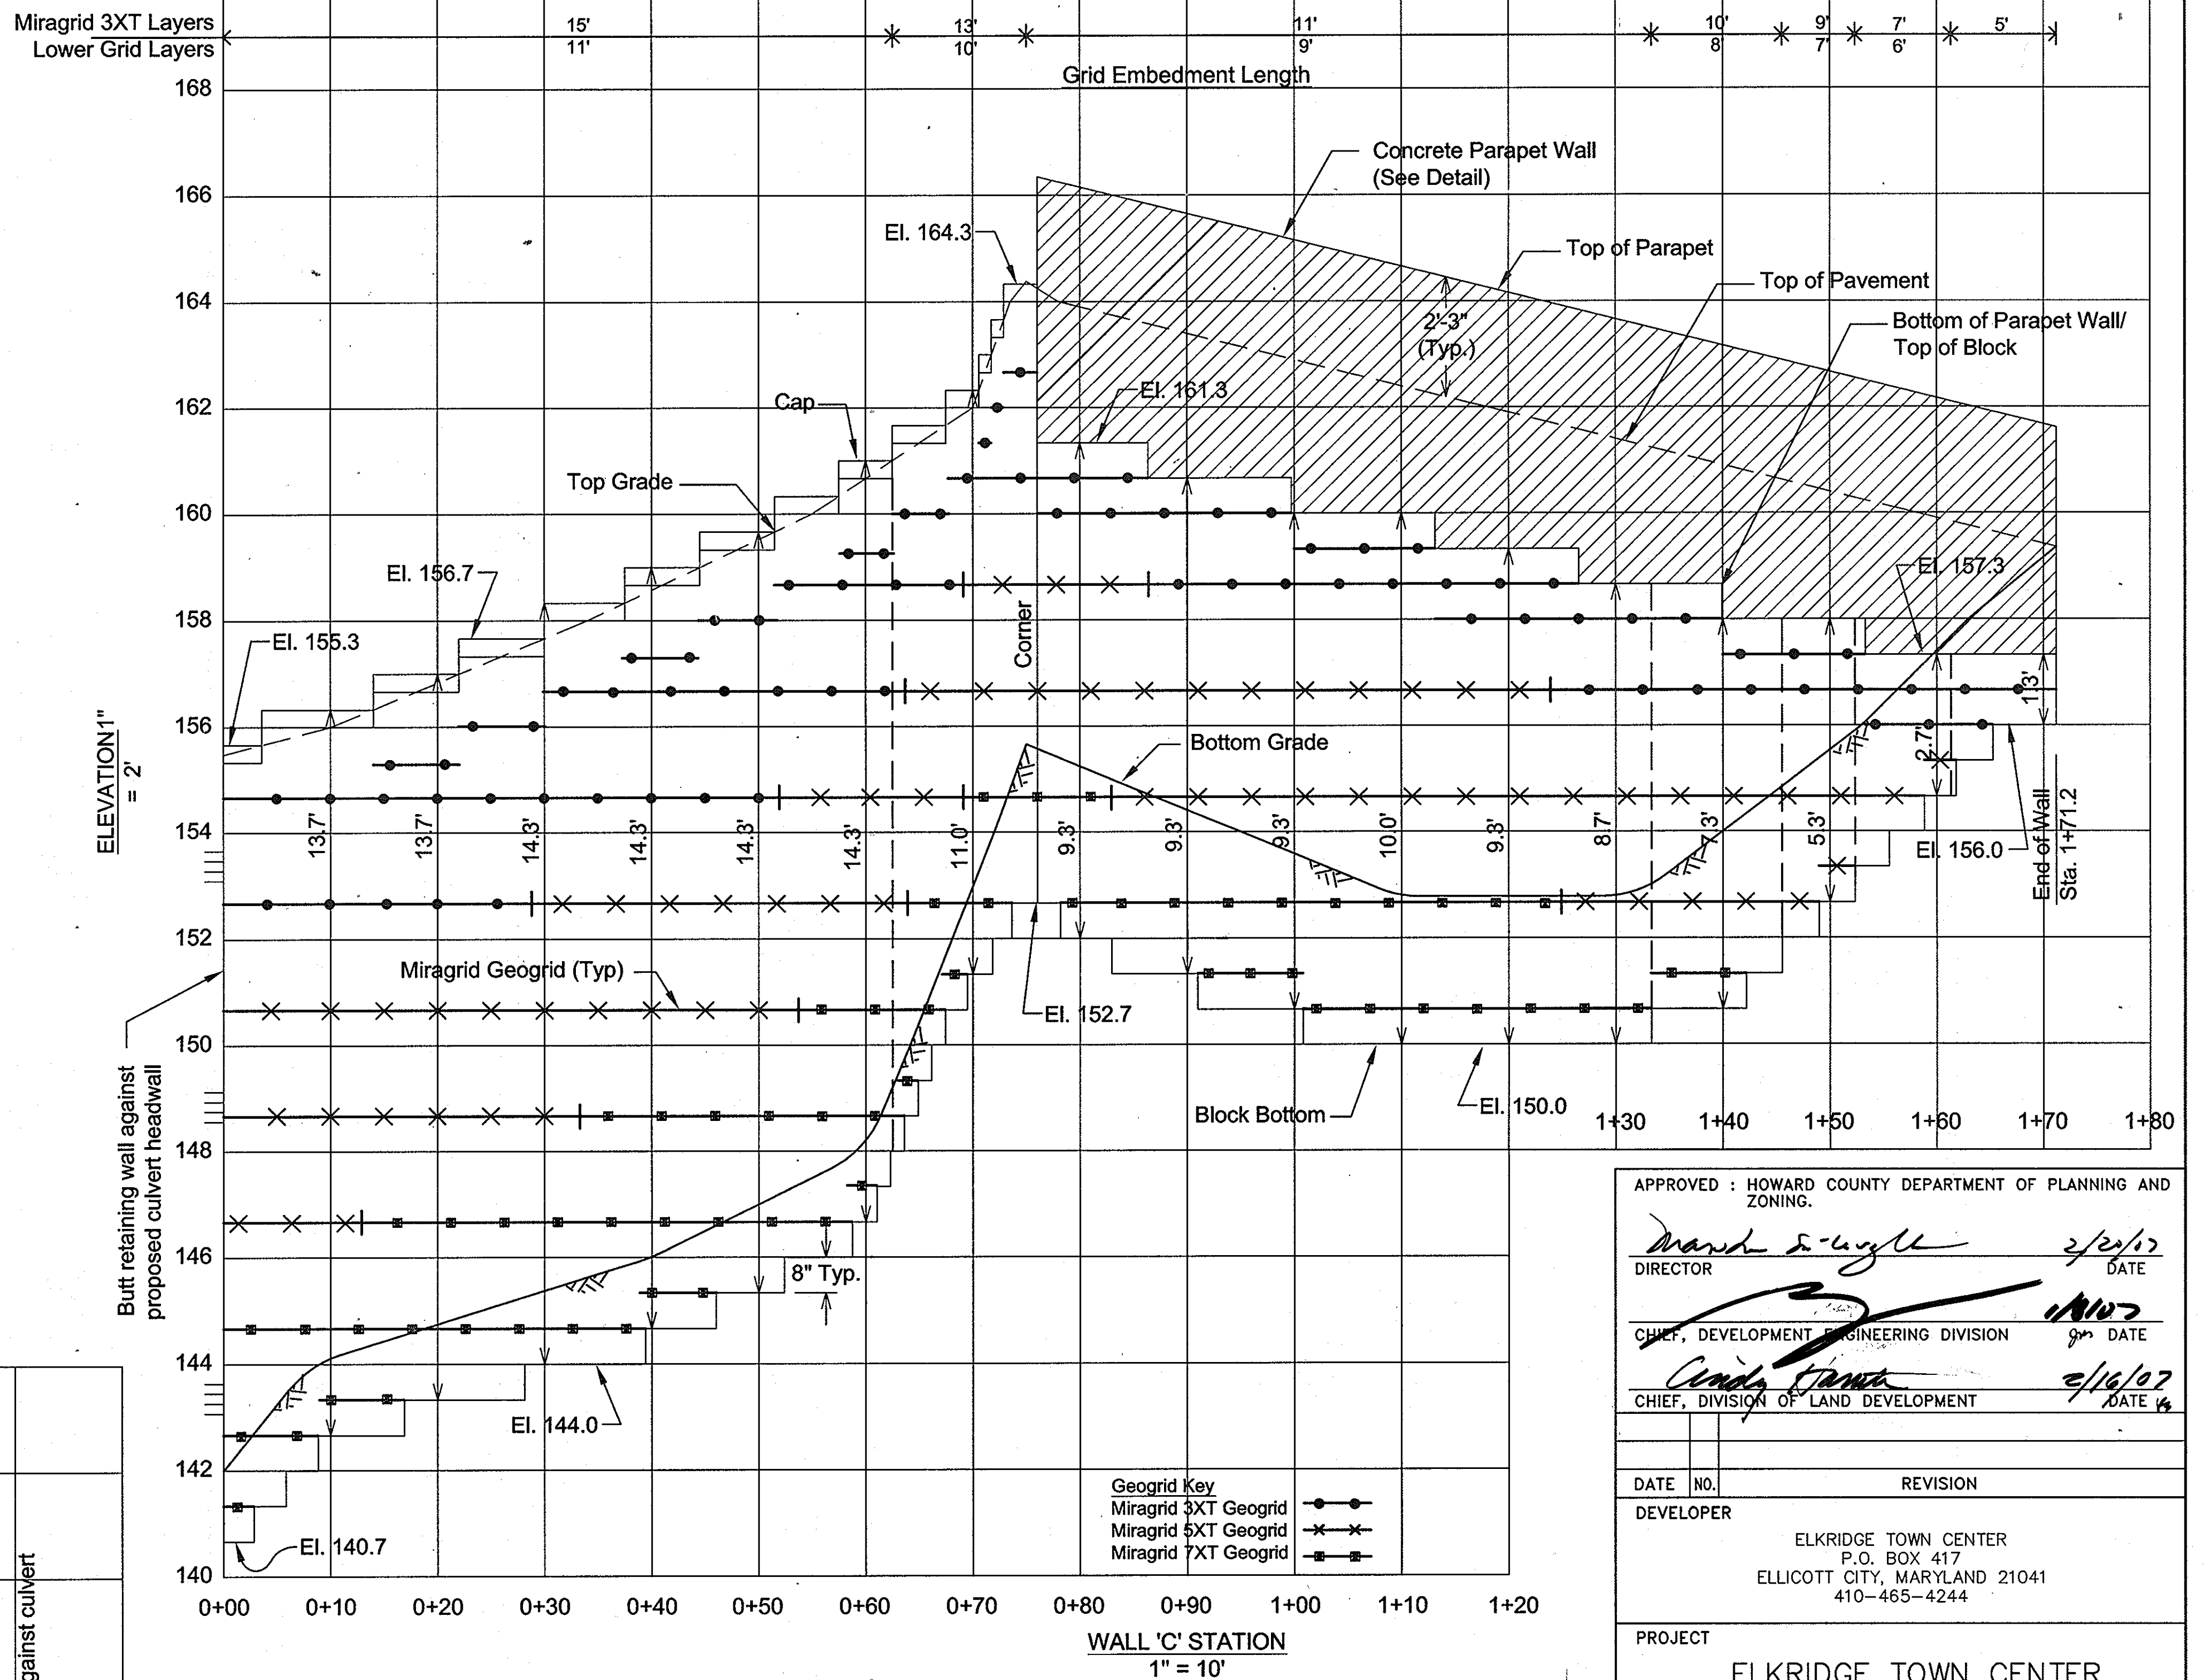 Miragrid 3XT Layers
Lower Grid Layers
15'
11'
13'
10'
11'
9'
10'
8'
9'
7'
7'
6'
5'
Grid Embedment Length
168
166
164
162
160
158
156
154
152
150
148
146
144
142
140
ELEVATION1"
= 2'
Concrete Parapet Wall
(See Detail)
El. 164.3
Top of Parapet
Top of Pavement
Bottom of Parapet Wall/
Top of Block
2'-3"
(Typ.)
El. 161.3
Cap
Top Grade
El. 156.7
El. 155.3
El. 157.3
Corner
Bottom Grade
1.3'
2.7'
13.7'
13.7'
14.3'
14.3'
14.3'
14.3'
11.0'
9.3'
9.3'
9.3'
10.0'
9.3'
8.7'
7.3'
5.3'
El. 156.0
End of Wall
Sta. 1+71.2
Miragrid Geogrid (Typ)
El. 152.7
Butt retaining wall against
proposed culvert headwall
Block Bottom
El. 150.0
1+30
1+40
1+50
1+60
1+70
1+80
8" Typ.
El. 144.0
El. 140.7
Geogrid Key
Miragrid 3XT Geogrid
Miragrid 5XT Geogrid
Miragrid 7XT Geogrid
0+00
0+10
0+20
0+30
0+40
0+50
0+60
0+70
0+80
0+90
1+00
1+10
1+20
WALL 'C' STATION
1" = 10'
gainst culvert
APPROVED : HOWARD COUNTY DEPARTMENT OF PLANNING AND
ZONING.
2/20/07
DIRECTOR
DATE
1/8/07
CHIEF, DEVELOPMENT ENGINEERING DIVISION
DATE
Cindy
2/16/07
CHIEF, DIVISION OF LAND DEVELOPMENT
DATE
DATE
NO.
REVISION
DEVELOPER
ELKRIDGE TOWN CENTER
P.O. BOX 417
ELLICOTT CITY, MARYLAND 21041
410-465-4244
PROJECT
ELKRIDGE TOWN CENTER